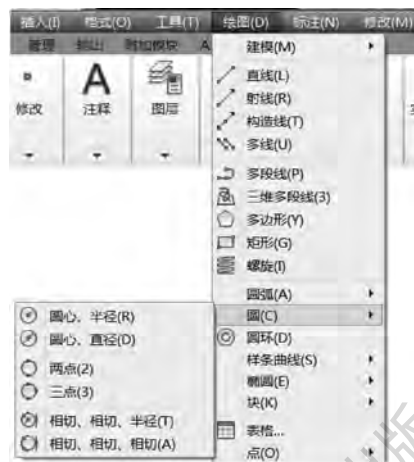 插入(I) 格式(O) 工具(T) 绘图(D) 标注(N) 修改(M)
管理 输出 附加模块 A
修改 注释 图层
建模(M)
直线(L)
射线(R)
构造线(T)
多线(U)
多段线(P)
三维多段线(3)
多边形(Y)
矩形(G)
螺旋(I)
圆弧(A)
圆(C)
圆环(D)
样条曲线(S)
椭圆(E)
块(K)
表格...
点(O)
圆心、半径(R)
圆心、直径(D)
两点(2)
三点(3)
相切、相切、半径(T)
相切、相切、相切(A)